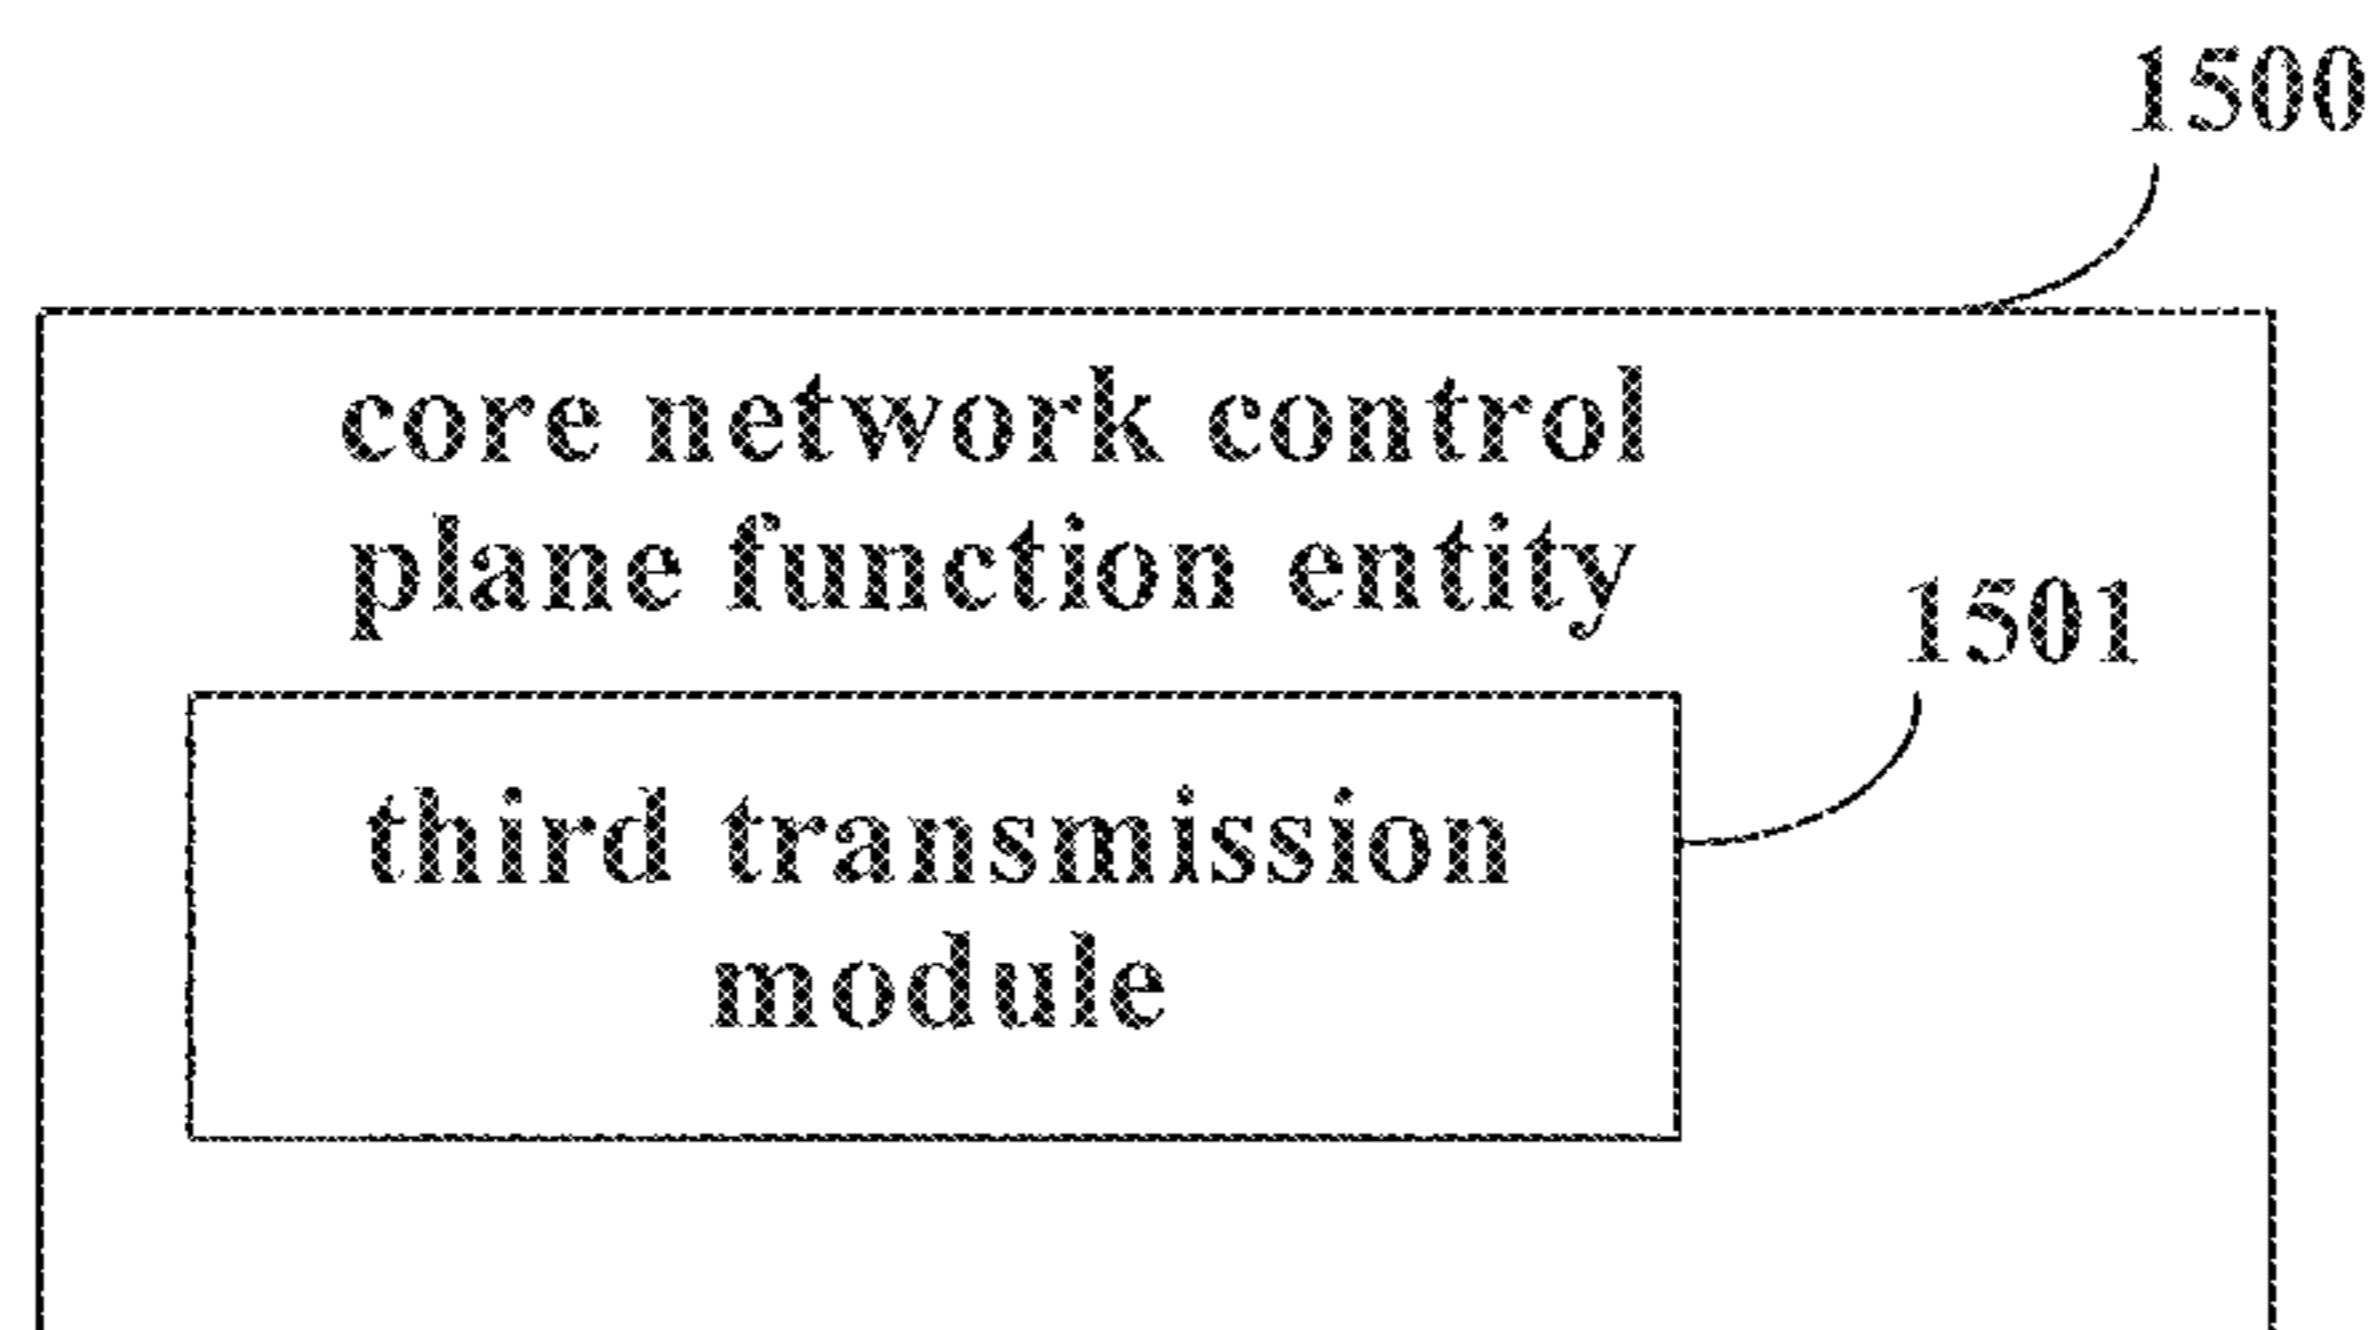 1500
core network control
plane function entity
1501
third transmission
module